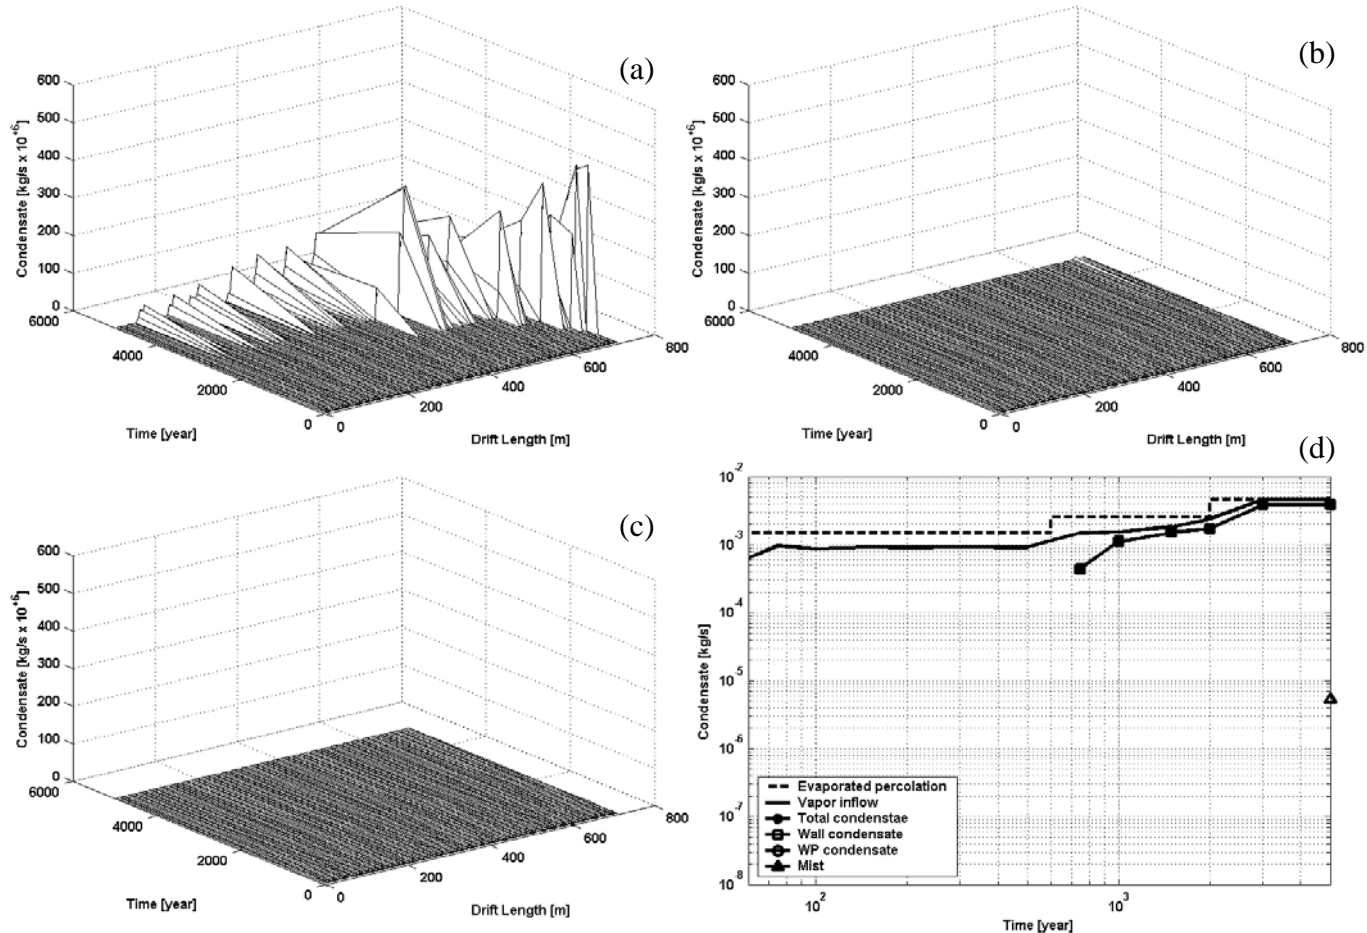 (a)
600
500
400
300
200
100
0
Condensate [kg/s x 10^+6]
6000
4000
2000
0
Time [year]
0
200
400
600
800
Drift Length [m]
(b)
600
500
400
300
200
100
0
Condensate [kg/s x 10^+6]
6000
4000
2000
0
Time [year]
0
200
400
600
800
Drift Length [m]
(c)
600
500
400
300
200
100
0
Condensate [kg/s x 10^+6]
6000
4000
2000
0
Time [year]
0
200
400
600
800
Drift Length [m]
(d)
10^-2
10^-3
10^-4
10^-5
10^-6
10^-7
10^-8
Condensate [kg/s]
Evaporated percolation
Vapor inflow
Total condenstae
Wall condensate
WP condensate
Mist
10^2
10^3
Time [year]